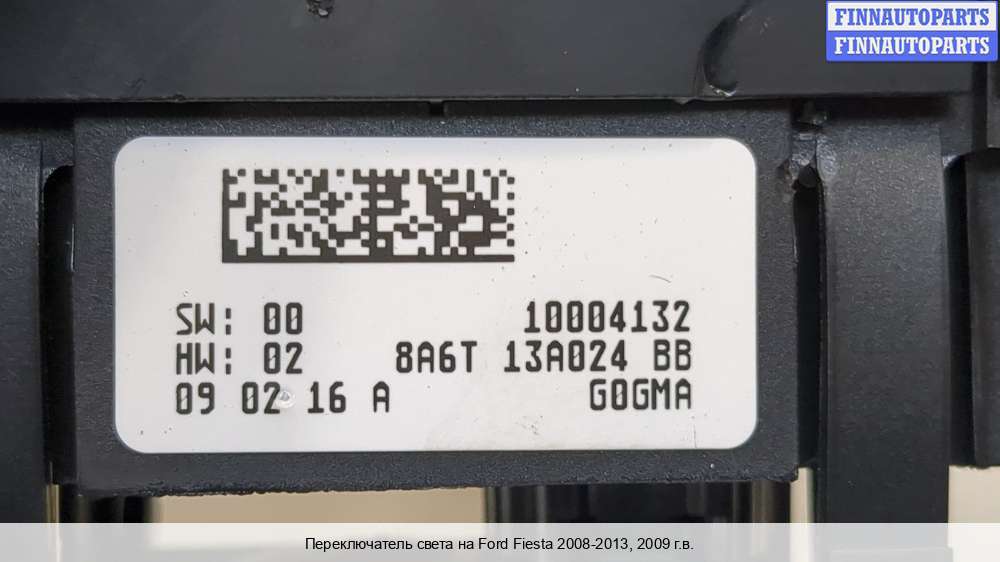 FINNAUTOPARTS
FINNAUTOPARTS
SW: 00 10004132
HW: 02 8A6T 13A024 BB
09 02 16 A G0GMA
Переключатель света на Ford Fiesta 2008-2013, 2009 г.в.